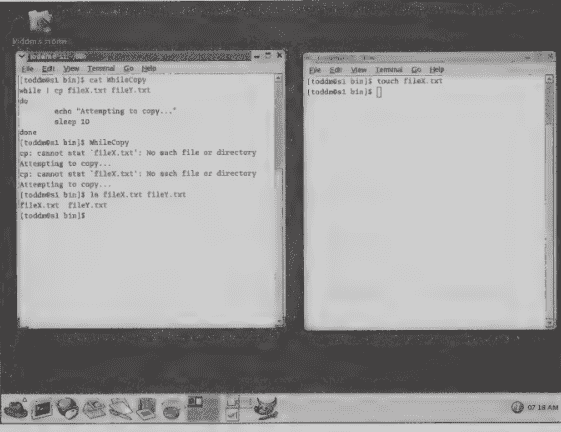 File Edit View Terminal Go Help
[toddm@s1 bin]$ cat WhileCopy
while ! cp fileX.txt fileY.txt
do
echo "Attempting to copy..."
sleep 10
done
[toddm@s1 bin]$ WhileCopy
cp: cannot stat `fileX.txt': No such file or directory
Attempting to copy...
cp: cannot stat `fileX.txt': No such file or directory
Attempting to copy...
[toddm@s1 bin]$ ls fileX.txt fileY.txt
fileX.txt fileY.txt
[toddm@s1 bin]$
File Edit View Terminal Go Help
[toddm@s1 bin]$ touch fileX.txt
[toddm@s1 bin]$
07:18 AM